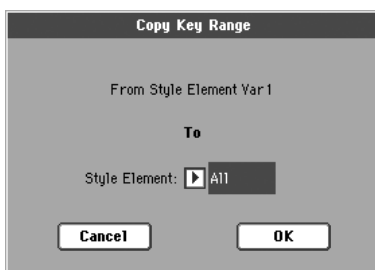 Copy Key Range
From Style Element Var1
To
Style Element: All
Cancel OK